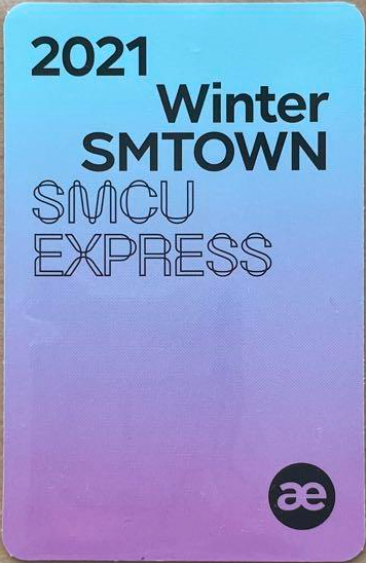 2021
Winter
SMTOWN
SMCU
EXPRESS
æ